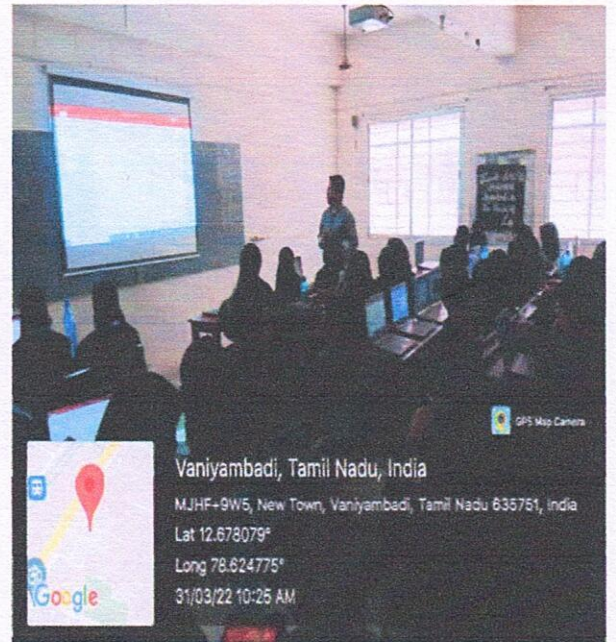 GPS Map Camera
Vaniyambadi, Tamil Nadu, India
MJHF+9W5, New Town, Vaniyambadi, Tamil Nadu 635751, India
Lat 12.678079°
Long 78.624775°
31/03/22 10:25 AM
Google